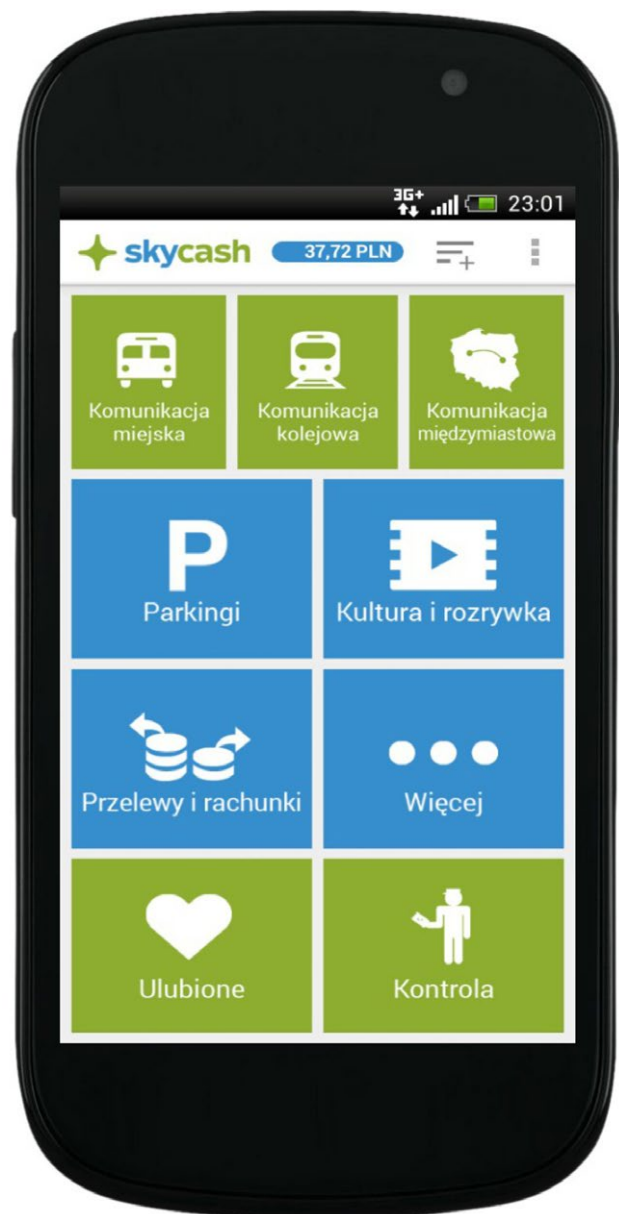 3G+ 23:01
skycash 37,72 PLN
Komunikacja miejska
Komunikacja kolejowa
Komunikacja międzymiastowa
P
Parkingi
Kultura i rozrywka
Przelewy i rachunki
Więcej
Ulubione
Kontrola